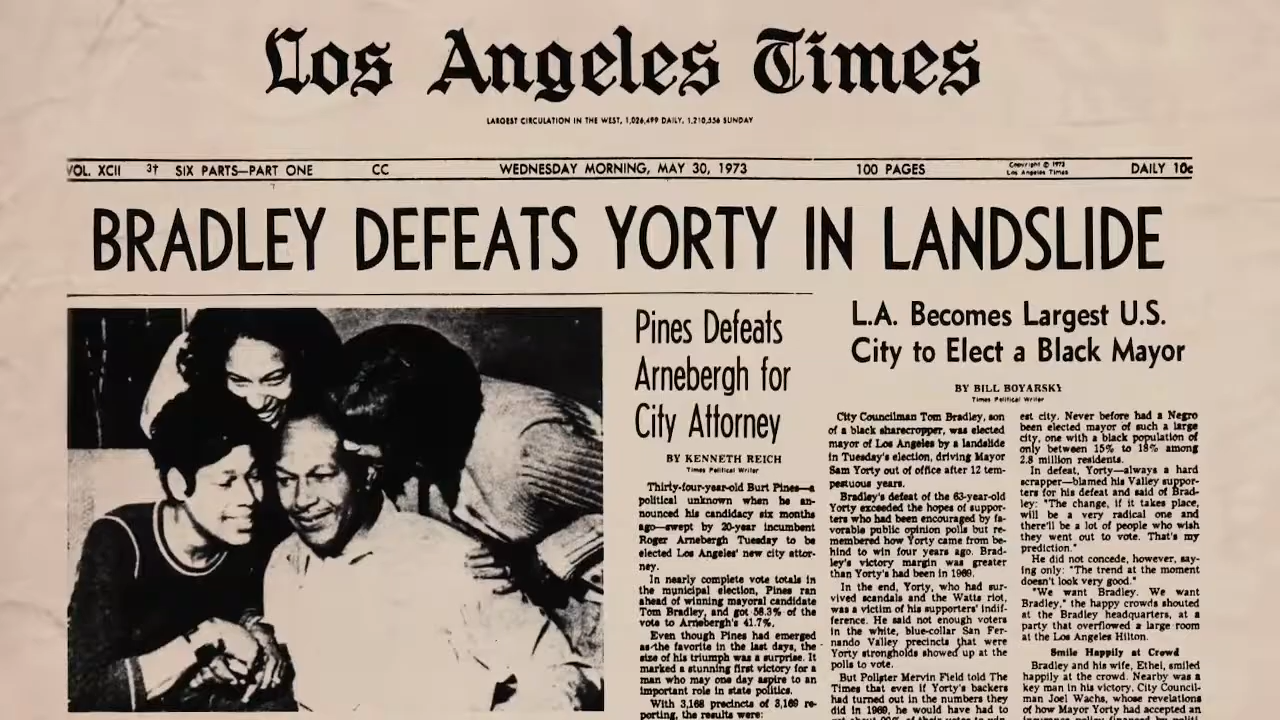 Los Angeles Times
LARGEST CIRCULATION IN THE WEST, 1,026,499 DAILY, 1,210,556 SUNDAY
VOL. XCII 3† SIX PARTS—PART ONE CC WEDNESDAY MORNING, MAY 30, 1973 100 PAGES Copyright © 1973 Los Angeles Times DAILY 10c
BRADLEY DEFEATS YORTY IN LANDSLIDE
Pines Defeats
Arnebergh for
City Attorney
BY KENNETH REICH
Times Political Writer
Thirty-four-year-old Burt Pines—a
political unknown when he an-
nounced his candidacy six months
ago—swept by 20-year incumbent
Roger Arnebergh Tuesday to be
elected Los Angeles' new city attor-
ney.
In nearly complete vote totals in
the municipal election, Pines ran
ahead of winning mayoral candidate
Tom Bradley, and got 58.3% of the
vote to Arnebergh's 41.7%.
Even though Pines had emerged
as the favorite in the last days, the
size of his triumph was a surprise. It
marked a stunning first victory for a
man who may one day aspire to an
important role in state politics.
With 3,168 precincts of 3,169 re-
porting, the results were:
L.A. Becomes Largest U.S.
City to Elect a Black Mayor
BY BILL BOYARSKY
Times Political Writer
City Councilman Tom Bradley, son
of a black sharecropper, was elected
mayor of Los Angeles by a landslide
in Tuesday's election, driving Mayor
Sam Yorty out of office after 12 tem-
pestuous years.
Bradley's defeat of the 63-year-old
Yorty exceeded the hopes of suppor-
ters who had been encouraged by fa-
vorable public opinion polls but re-
membered how Yorty came from be-
hind to win four years ago. Brad-
ley's victory margin was greater
than Yorty's had been in 1969.
In the end, Yorty, who had sur-
vived scandals and the Watts riot,
was a victim of his supporters' indif-
ference. He said not enough voters
in the white, blue-collar San Fer-
nando Valley precincts that were
Yorty strongholds showed up at the
polls to vote.
But Pollster Mervin Field told The
Times that even if Yorty's backers
had turned out in the numbers they
did in 1969, he would have had to
est city. Never before had a Negro
been elected mayor of such a large
city, one with a black population of
only between 15% to 18% among
2.8 million residents.
In defeat, Yorty—always a hard
scrapper—blamed his Valley suppor-
ters for his defeat and said of Brad-
ley: "The change, if it takes place,
will be a very radical one and
there'll be a lot of people who wish
they went out to vote. That's my
prediction."
He did not concede, however, say-
ing only: "The trend at the moment
doesn't look very good."
"We want Bradley. We want
Bradley," the happy crowds shouted
at the Bradley headquarters, at a
party that overflowed a large room
at the Los Angeles Hilton.
Smile Happily at Crowd
Bradley and his wife, Ethel, smiled
happily at the crowd. Nearby was a
key man in his victory, City Council-
man Joel Wachs, whose revelations
of how Mayor Yorty had accepted an